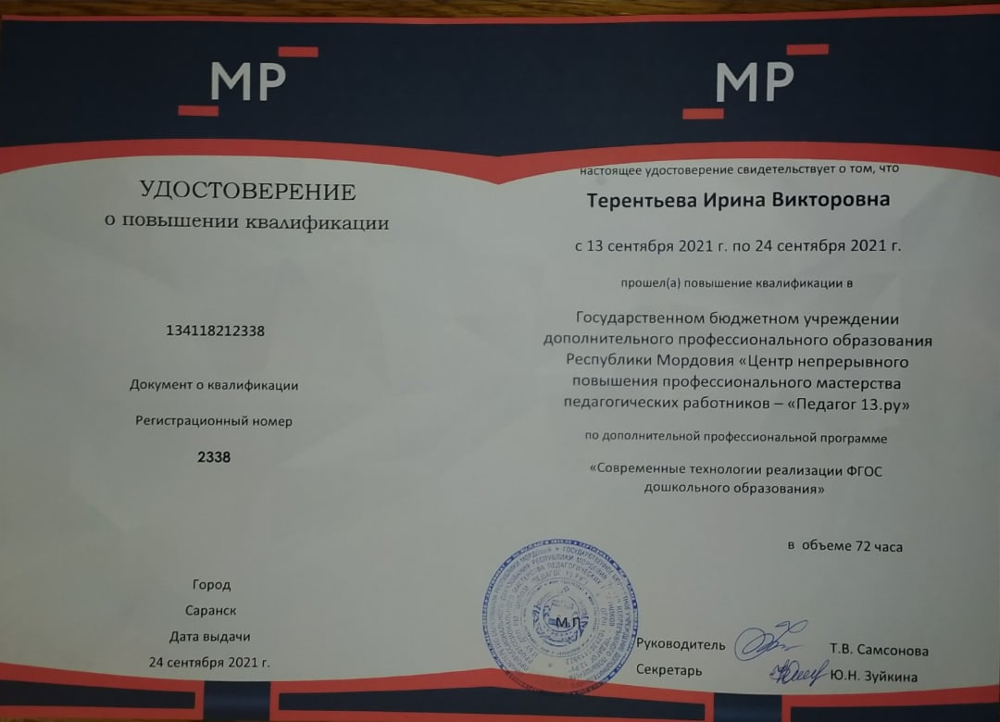 МР
УДОСТОВЕРЕНИЕ
о повышении квалификации
134118212338
Документ о квалификации
Регистрационный номер
2338
Город
Саранск
Дата выдачи
24 сентября 2021 г.
МР
настоящее удостоверение свидетельствует о том, что
Терентьева Ирина Викторовна
с 13 сентября 2021 г. по 24 сентября 2021 г.
прошел(а) повышение квалификации в
Государственном бюджетном учреждении
дополнительного профессионального образования
Республики Мордовия «Центр непрерывного
повышения профессионального мастерства
педагогических работников – «Педагог 13.ру»
по дополнительной профессиональной программе
«Современные технологии реализации ФГОС
дошкольного образования»
в объеме 72 часа
М.П.
Руководитель Т.В. Самсонова
Секретарь Ю.Н. Зуйкина